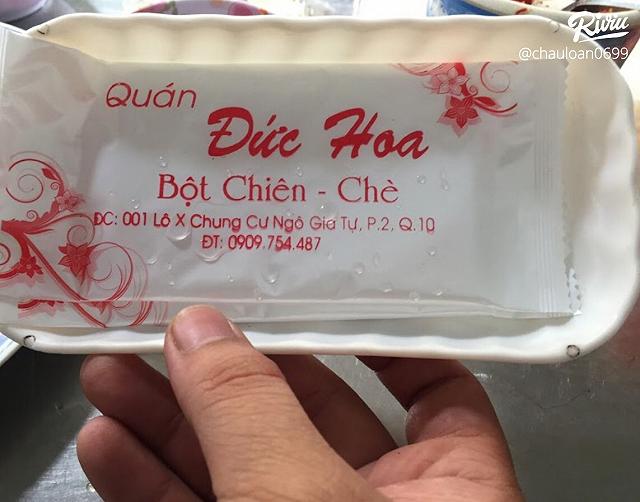 Riviu
@chauloan0699
Quán
Đức Hoa
Bột Chiên - Chè
ĐC: 001 Lô X Chung Cư Ngô Gia Tự, P.2, Q.10
ĐT: 0909.754.487